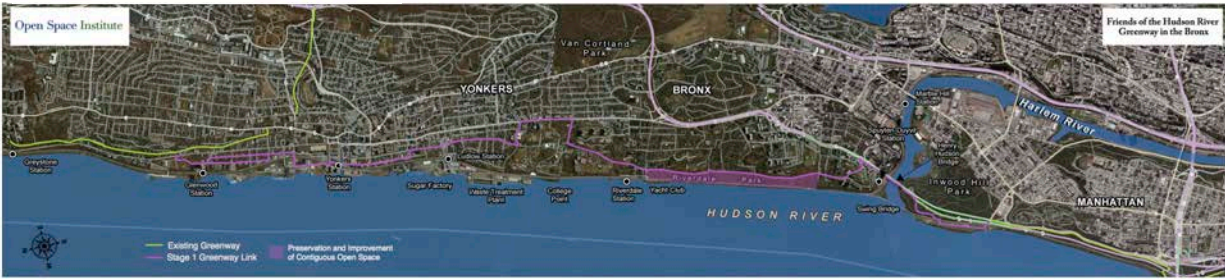 Open Space Institute
Friends of the Hudson River
Greenway in the Bronx
Van Cortland
Park
YONKERS
BRONX
Marble Hill
Station
Harlem River
Spuyten Duyvil
Station
Henry
Hudson
Bridge
Inwood Hill
Park
MANHATTAN
Greystone
Station
Glenwood
Station
Yonkers
Station
Ludlow Station
Sugar Factory
Waste Treatment
Plant
College
Point
Riverdale
Station
Riverdale Park
Yacht Club
Swing Bridge
HUDSON RIVER
Existing Greenway
Stage 1 Greenway Link
Preservation and Improvement
of Contiguous Open Space